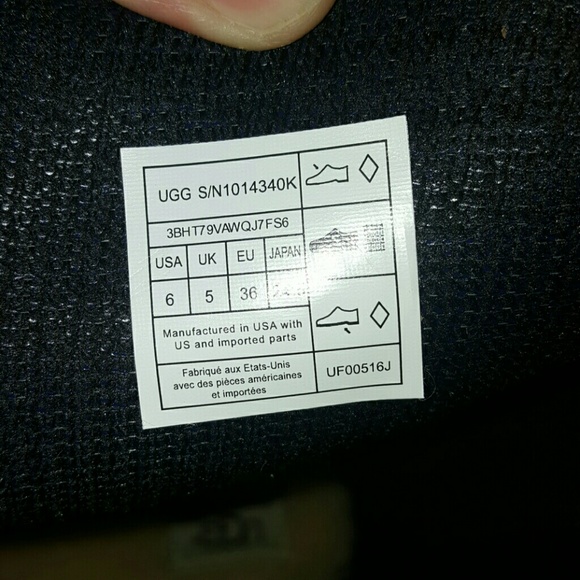 UGG S/N1014340K
3BHT79VAWQJ7FS6
USA UK EU JAPAN
6 5 36
Manufactured in USA with
US and imported parts
Fabriqué aux Etats-Unis
avec des pièces américaines
et importées
UF00516J